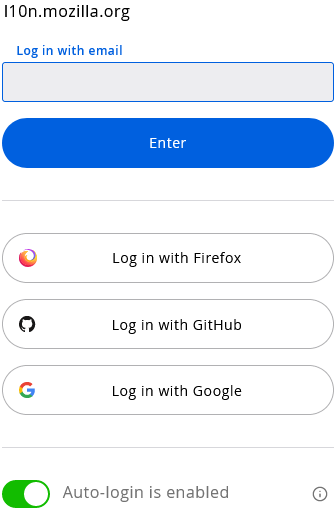 l10n.mozilla.org
Log in with email
Enter
Log in with Firefox
Log in with GitHub
Log in with Google
Auto-login is enabled